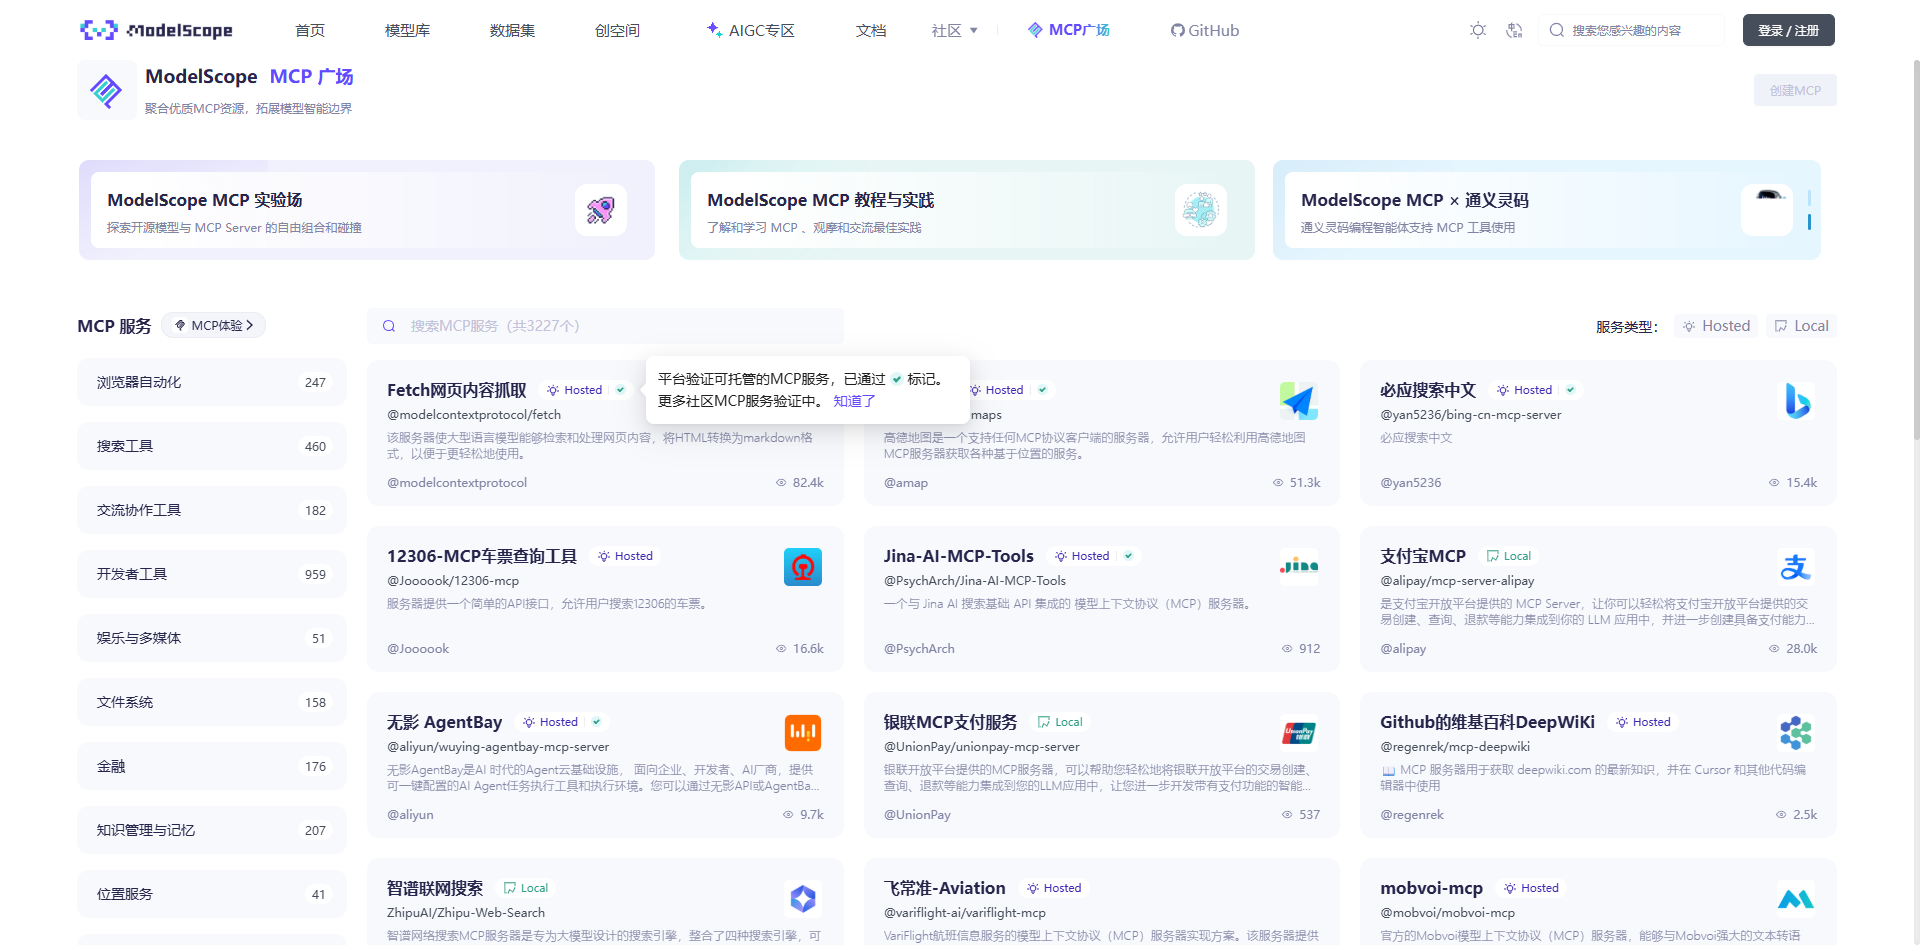 ModelScope
首页
模型库
数据集
创空间
AIGC专区
文档
社区
MCP广场
GitHub
搜索您感兴趣的内容
登录 / 注册
ModelScope MCP 广场
聚合优质MCP资源，拓展模型智能边界
创建MCP
ModelScope MCP 实验场
探索开源模型与 MCP Server 的自由组合和碰撞
ModelScope MCP 教程与实践
了解和学习 MCP 、观摩和交流最佳实践
ModelScope MCP × 通义灵码
通义灵码编程智能体支持 MCP 工具使用
MCP 服务
MCP体验
搜索MCP服务（共3227个）
服务类型：
Hosted
Local
浏览器自动化 247
搜索工具 460
交流协作工具 182
开发者工具 959
娱乐与多媒体 51
文件系统 158
金融 176
知识管理与记忆 207
位置服务 41
Fetch网页内容抓取 Hosted
@modelcontextprotocol/fetch
该服务器使大型语言模型能够检索和处理网页内容，将HTML转换为markdown格
式，以便于更轻松地使用。
@modelcontextprotocol 82.4k
平台验证可托管的MCP服务，已通过 标记。
更多社区MCP服务验证中。 知道了
Hosted
maps
高德地图是一个支持任何MCP协议客户端的服务器，允许用户轻松利用高德地图
MCP服务器获取各种基于位置的服务。
@amap 51.3k
必应搜索中文 Hosted
@yan5236/bing-cn-mcp-server
必应搜索中文
@yan5236 15.4k
12306-MCP车票查询工具 Hosted
@Joooook/12306-mcp
服务器提供一个简单的API接口，允许用户搜索12306的车票。
@Joooook 16.6k
Jina-AI-MCP-Tools Hosted
@PsychArch/Jina-AI-MCP-Tools
一个与 Jina AI 搜索基础 API 集成的 模型上下文协议（MCP）服务器。
@PsychArch 912
Jina
支付宝MCP Local
@alipay/mcp-server-alipay
是支付宝开放平台提供的 MCP Server，让你可以轻松将支付宝开放平台提供的交
易创建、查询、退款等能力集成到你的 LLM 应用中，并进一步创建具备支付能力...
@alipay 28.0k
支
无影 AgentBay Hosted
@aliyun/wuying-agentbay-mcp-server
无影AgentBay是AI 时代的Agent云基础设施， 面向企业、开发者、AI厂商，提供
可一键配置的AI Agent任务执行工具和执行环境。您可以通过无影API或AgentBa...
@aliyun 9.7k
银联MCP支付服务 Local
@UnionPay/unionpay-mcp-server
银联开放平台提供的MCP服务器，可以帮助您轻松地将银联开放平台的交易创建、
查询、退款等能力集成到您的LLM应用中，让您进一步开发带有支付功能的智能...
@UnionPay 537
UnionPay
银联
Github的维基百科DeepWiKi Hosted
@regenrek/mcp-deepwiki
MCP 服务器用于获取 deepwiki.com 的最新知识，并在 Cursor 和其他代码编
辑器中使用
@regenrek 2.5k
智谱联网搜索 Local
ZhipuAI/Zhipu-Web-Search
智谱网络搜索MCP服务器是专为大模型设计的搜索引擎，整合了四种搜索引擎，可
飞常准-Aviation Hosted
@variflight-ai/variflight-mcp
VariFlight航班信息服务的模型上下文协议（MCP）服务器实现方案。该服务器提供
mobvoi-mcp Hosted
@mobvoi/mobvoi-mcp
官方的Mobvoi模型上下文协议（MCP）服务器，能够与Mobvoi强大的文本转语